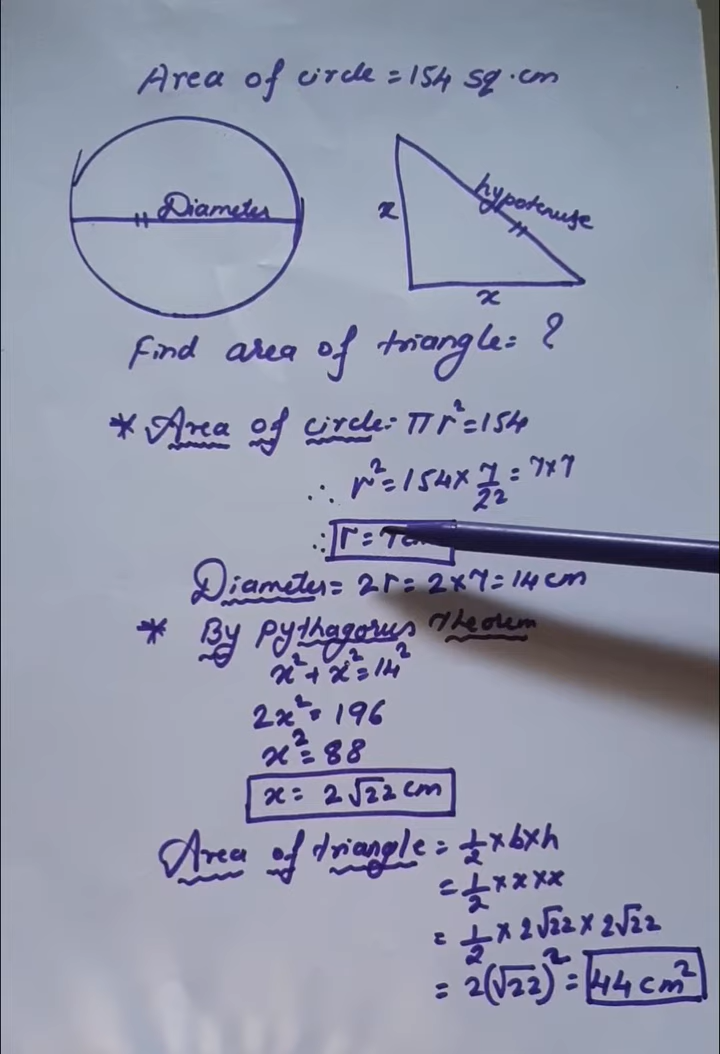 Area of circle = 154 sq.cm
Diameter
x
hypotenuse
x
Find area of triangle = ?
* Area of circle = πr² = 154
∴ r² = 154 × 7/22 = 7×7
∴ r =
Diameter = 2r = 2×7 = 14 cm
* By pythagorus theorem
x² + x² = 14²
2x² = 196
x² = 88
x = 2√22 cm
Area of triangle = 1/2 × b × h
= 1/2 × x × x
= 1/2 × 2√22 × 2√22
= 2(√22)² = 44 cm²